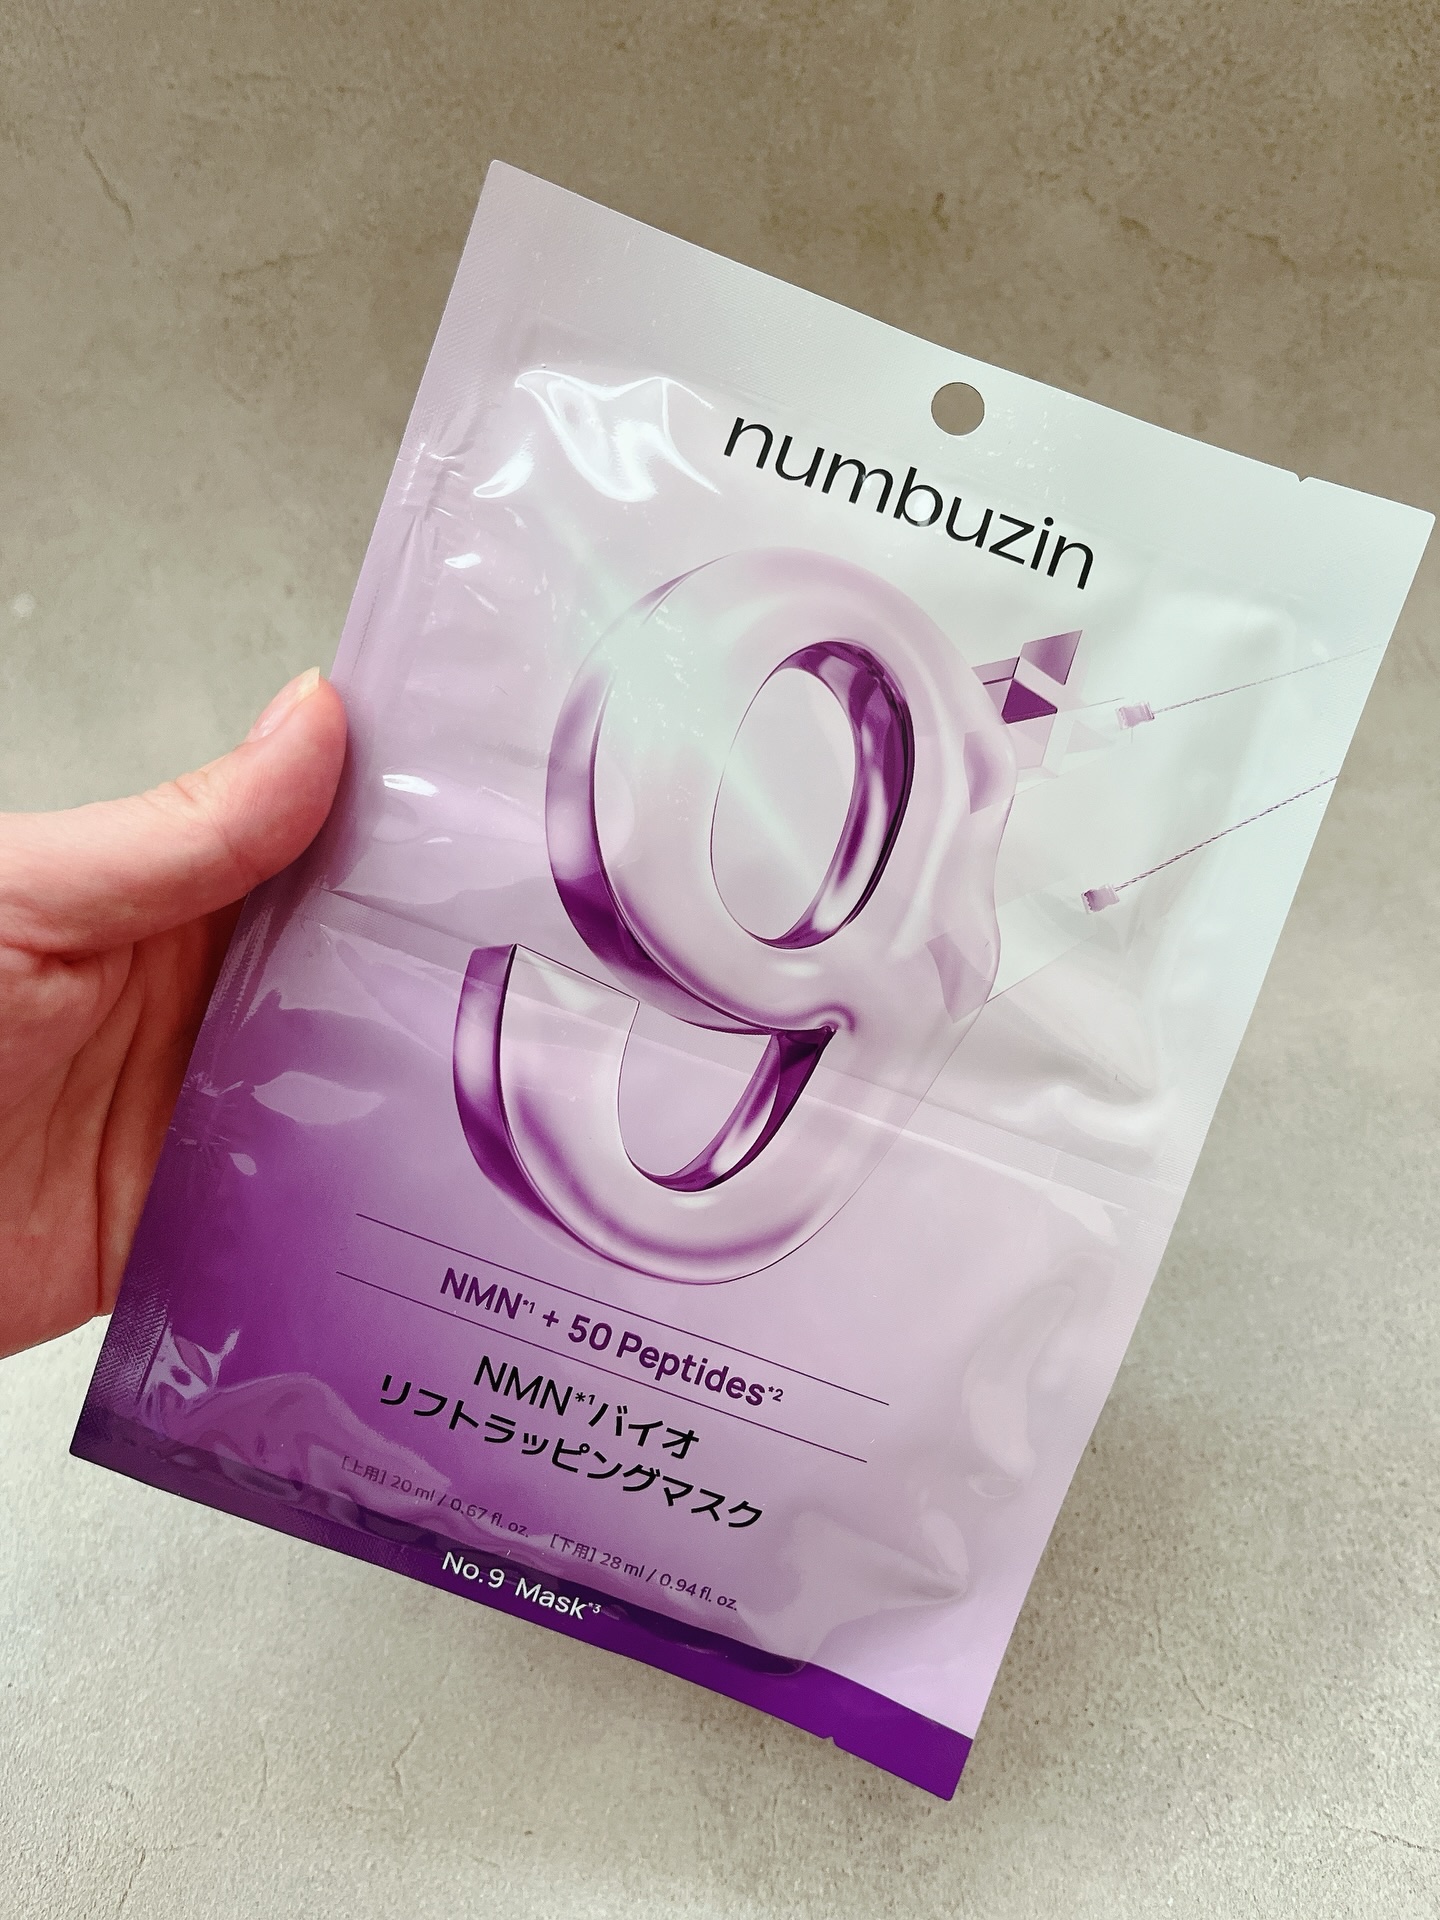 numbuzin
9
NMN*1 + 50 Peptides*2
NMN*1バイオ
リフトラッピングマスク
[上用] 20 ml / 0.67 fl. oz. [下用] 28 ml / 0.94 fl. oz.
No.9 Mask*3